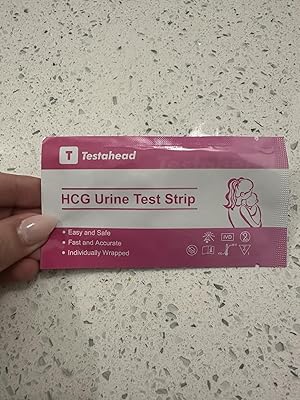 T Testahead
HCG Urine Test Strip
• Easy and Safe
• Fast and Accurate
• Individually Wrapped
IVD